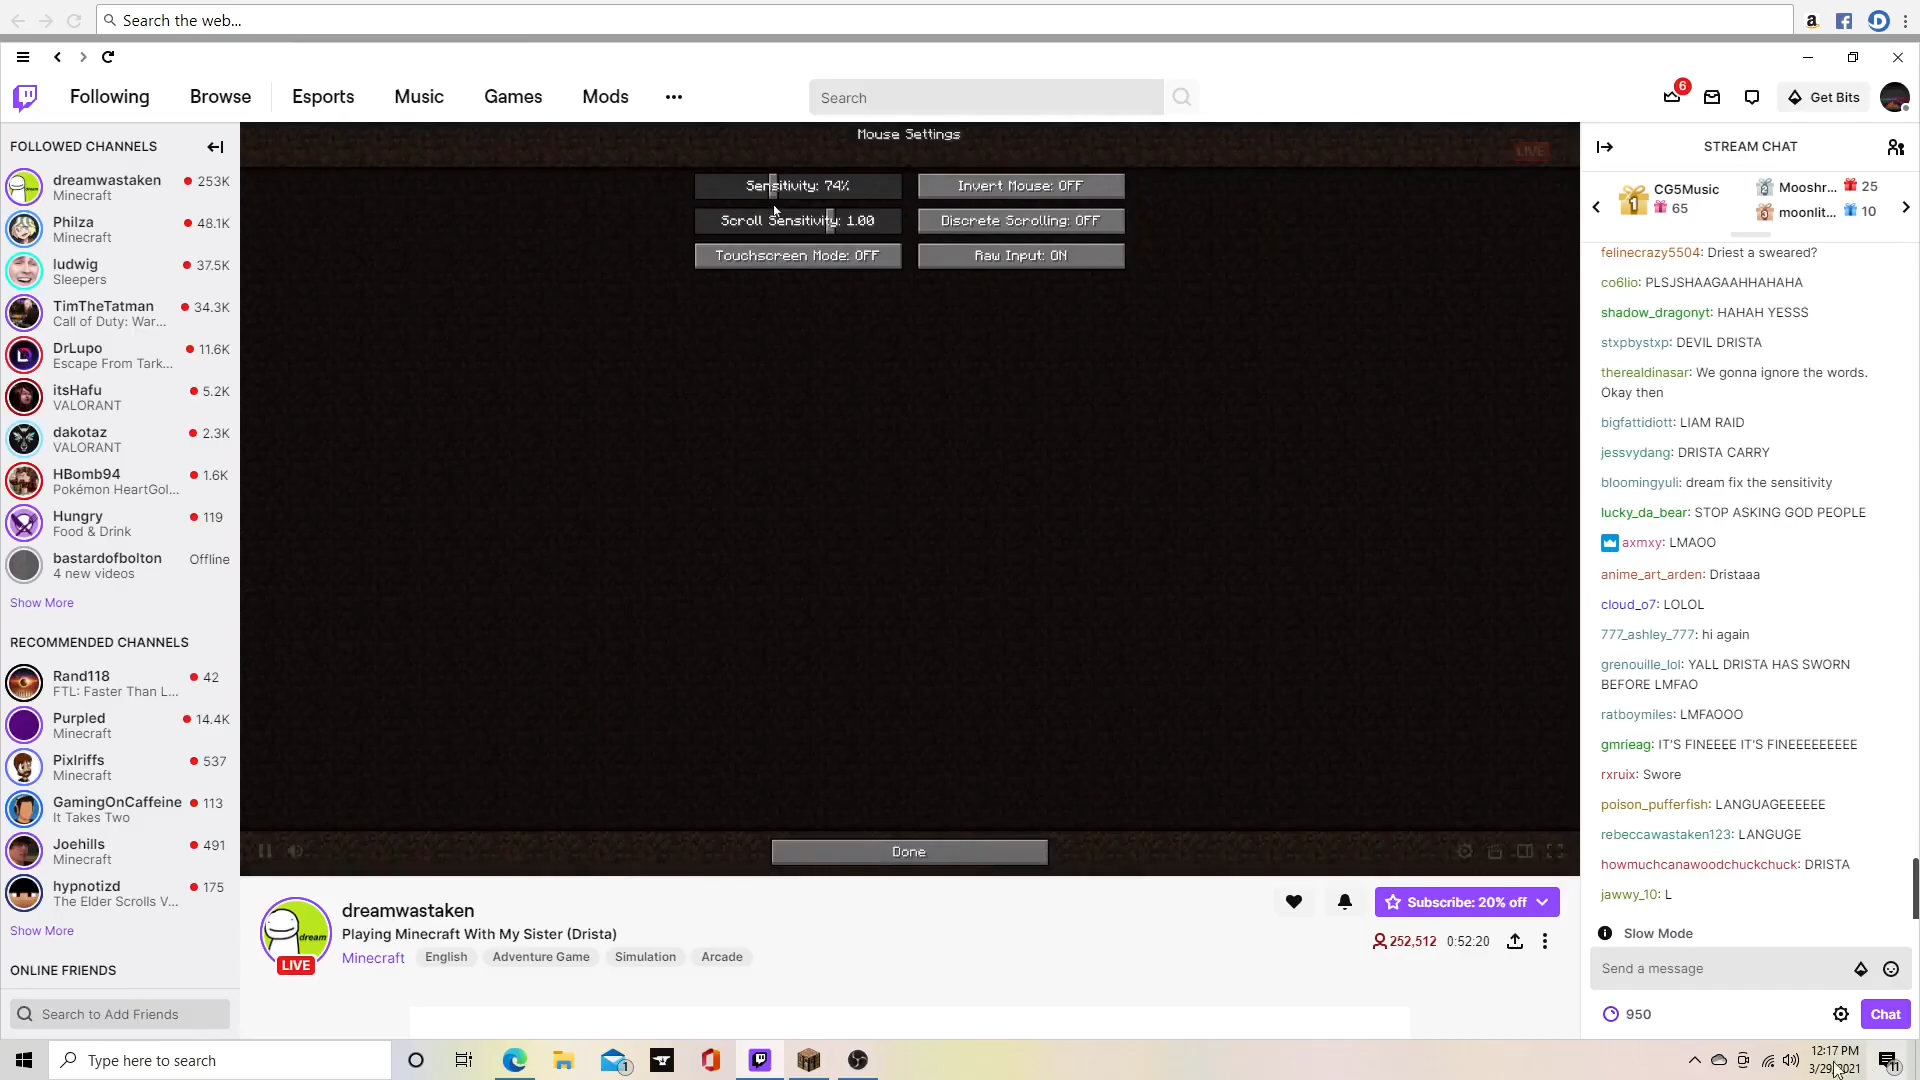 Search the web...
Following
Browse
Esports
Music
Games
Mods
Search
6
Get Bits
FOLLOWED CHANNELS
dreamwastaken
253K
Minecraft
Philza
48.1K
Minecraft
ludwig
37.5K
Sleepers
TimTheTatman
34.3K
Call of Duty: War...
DrLupo
11.6K
Escape From Tark...
itsHafu
5.2K
VALORANT
dakotaz
2.3K
VALORANT
HBomb94
1.6K
Pokémon HeartGol...
Hungry
119
Food & Drink
bastardofbolton
Offline
4 new videos
Show More
RECOMMENDED CHANNELS
Rand118
42
FTL: Faster Than L...
Purpled
14.4K
Minecraft
Pixlriffs
537
Minecraft
GamingOnCaffeine
113
It Takes Two
Joehills
491
Minecraft
hypnotizd
175
The Elder Scrolls V...
Show More
ONLINE FRIENDS
Search to Add Friends
Mouse Settings
LIVE
Sensitivity: 74%
Invert Mouse: OFF
Scroll Sensitivity: 1.00
Discrete Scrolling: OFF
Touchscreen Mode: OFF
Raw Input: ON
Done
dream
LIVE
dreamwastaken
Playing Minecraft With My Sister (Drista)
Minecraft
English
Adventure Game
Simulation
Arcade
Subscribe: 20% off
252,512
0:52:20
STREAM CHAT
1
CG5Music
65
2
Mooshr...
25
3
moonlit...
10
felinecrazy5504: Driest a sweared?
co6lio: PLSJSHAAGAAHHAHAHA
shadow_dragonyt: HAHAH YESSS
stxpbystxp: DEVIL DRISTA
therealdinasar: We gonna ignore the words.
Okay then
bigfattidiott: LIAM RAID
jessvydang: DRISTA CARRY
bloomingyuli: dream fix the sensitivity
lucky_da_bear: STOP ASKING GOD PEOPLE
axmxy: LMAOO
anime_art_arden: Dristaaa
cloud_o7: LOLOL
777_ashley_777: hi again
grenouille_lol: YALL DRISTA HAS SWORN
BEFORE LMFAO
ratboymiles: LMFAOOO
gmrieag: IT'S FINEEEE IT'S FINEEEEEEEEE
rxruix: Swore
poison_pufferfish: LANGUAGEEEEEE
rebeccawastaken123: LANGUGE
howmuchcanawoodchuckchuck: DRISTA
jawwy_10: L
Slow Mode
Send a message
950
Chat
Type here to search
1
12:17 PM
3/29/2021
11